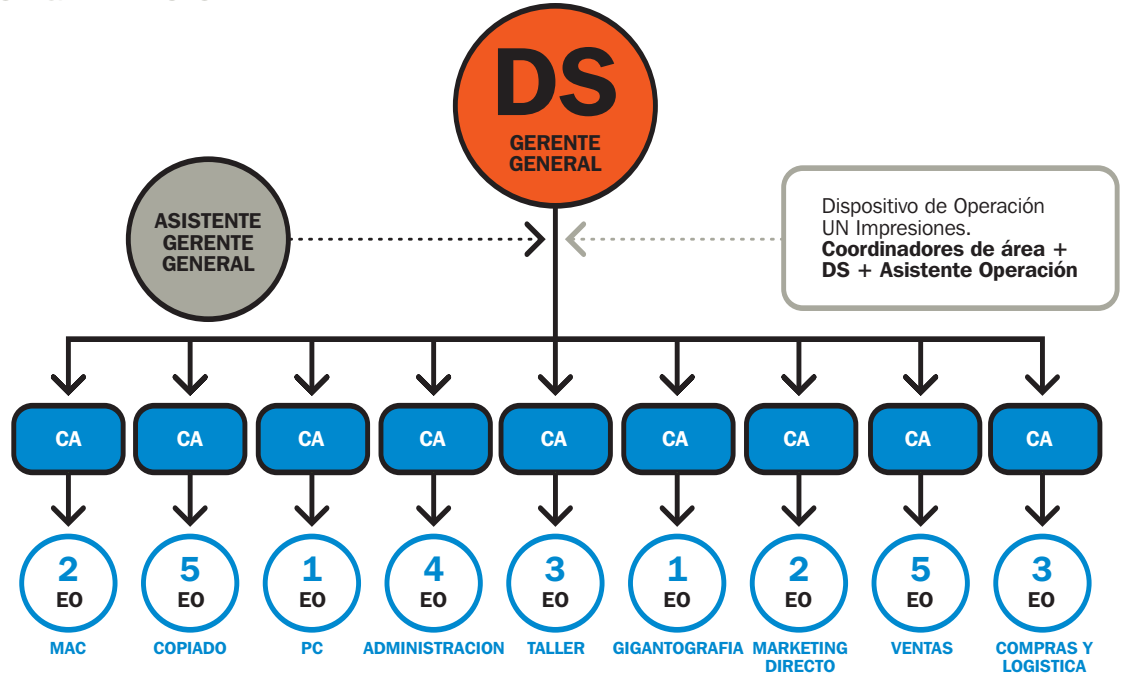 DS
GERENTE
GENERAL
ASISTENTE
GERENTE
GENERAL
Dispositivo de Operación
UN Impresiones.
Coordinadores de área +
DS + Asistente Operación
CA
CA
CA
CA
CA
CA
CA
CA
CA
2
EO
MAC
5
EO
COPIADO
1
EO
PC
4
EO
ADMINISTRACION
3
EO
TALLER
1
EO
GIGANTOGRAFIA
2
EO
MARKETING
DIRECTO
5
EO
VENTAS
3
EO
COMPRAS Y
LOGISTICA